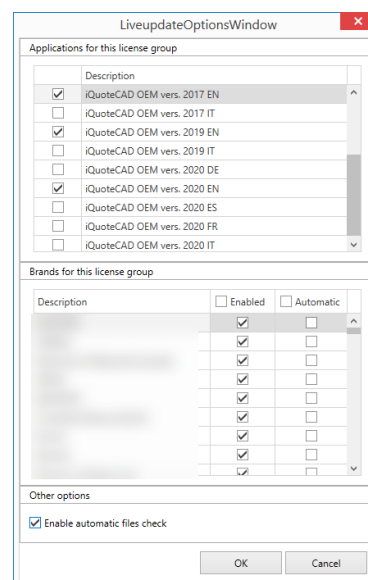 LiveupdateOptionsWindow
Applications for this license group
Description
iQuoteCAD OEM vers. 2017 EN
iQuoteCAD OEM vers. 2017 IT
iQuoteCAD OEM vers. 2019 EN
iQuoteCAD OEM vers. 2019 IT
iQuoteCAD OEM vers. 2020 DE
iQuoteCAD OEM vers. 2020 EN
iQuoteCAD OEM vers. 2020 ES
iQuoteCAD OEM vers. 2020 FR
iQuoteCAD OEM vers. 2020 IT
Brands for this license group
Description Enabled Automatic
Other options
Enable automatic files check
OK Cancel